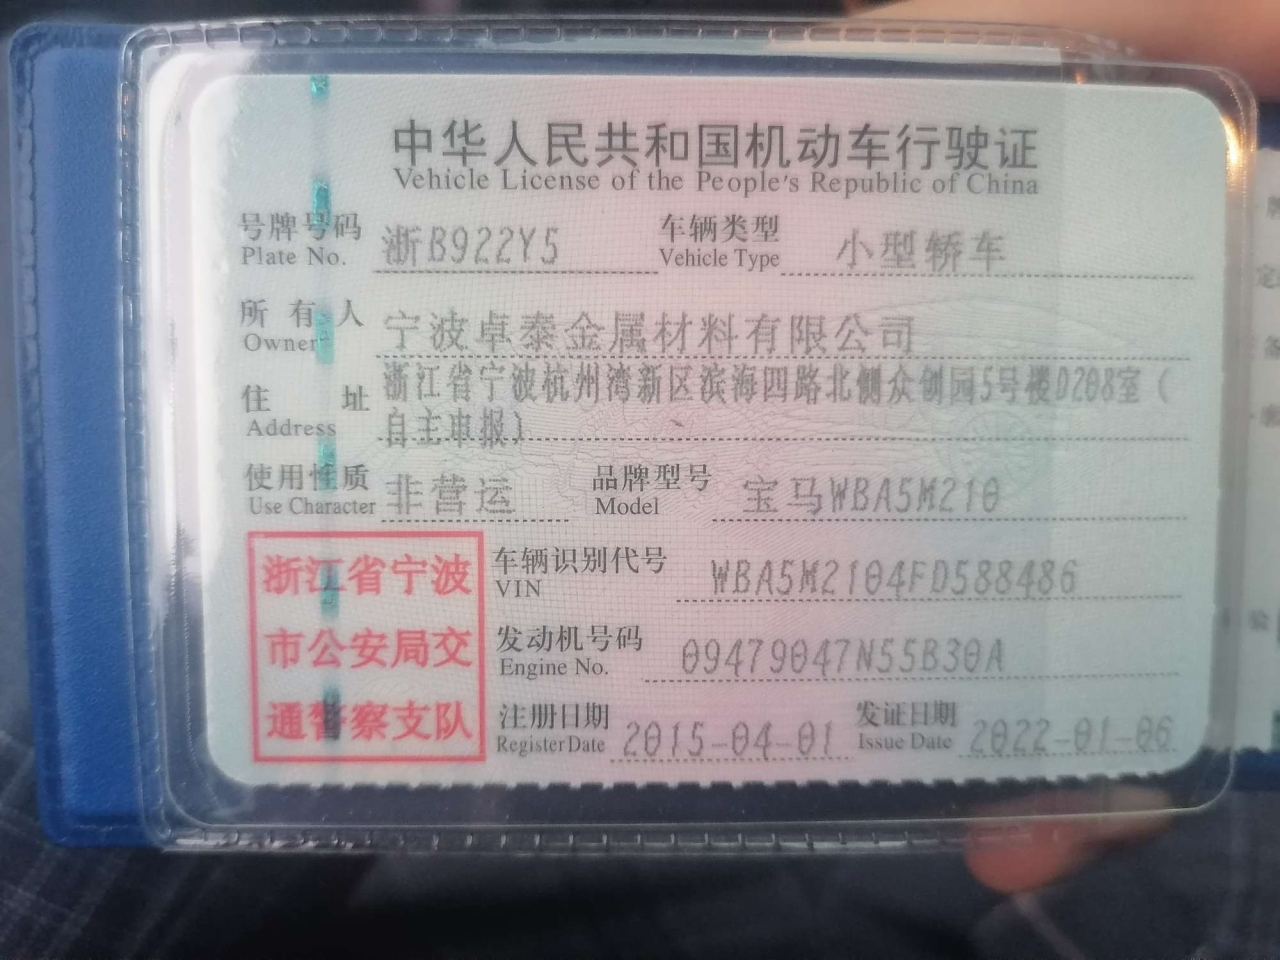 中华人民共和国机动车行驶证
Vehicle License of the People's Republic of China
号牌号码 浙B922Y5 车辆类型 小型轿车
Plate No. Vehicle Type
所有人 宁波卓泰金属材料有限公司
Owner
住址 浙江省宁波杭州湾新区滨海四路北侧众创园5号楼D208室（
Address 自主申报）
使用性质 非营运 品牌型号 宝马WBA5M210
Use Character Model
浙江省宁波
市公安局交
通警察支队
车辆识别代号 WBA5M2104FD588486
VIN
发动机号码 09479047N55B30A
Engine No.
注册日期 2015-04-01 发证日期 2022-01-06
Register Date Issue Date